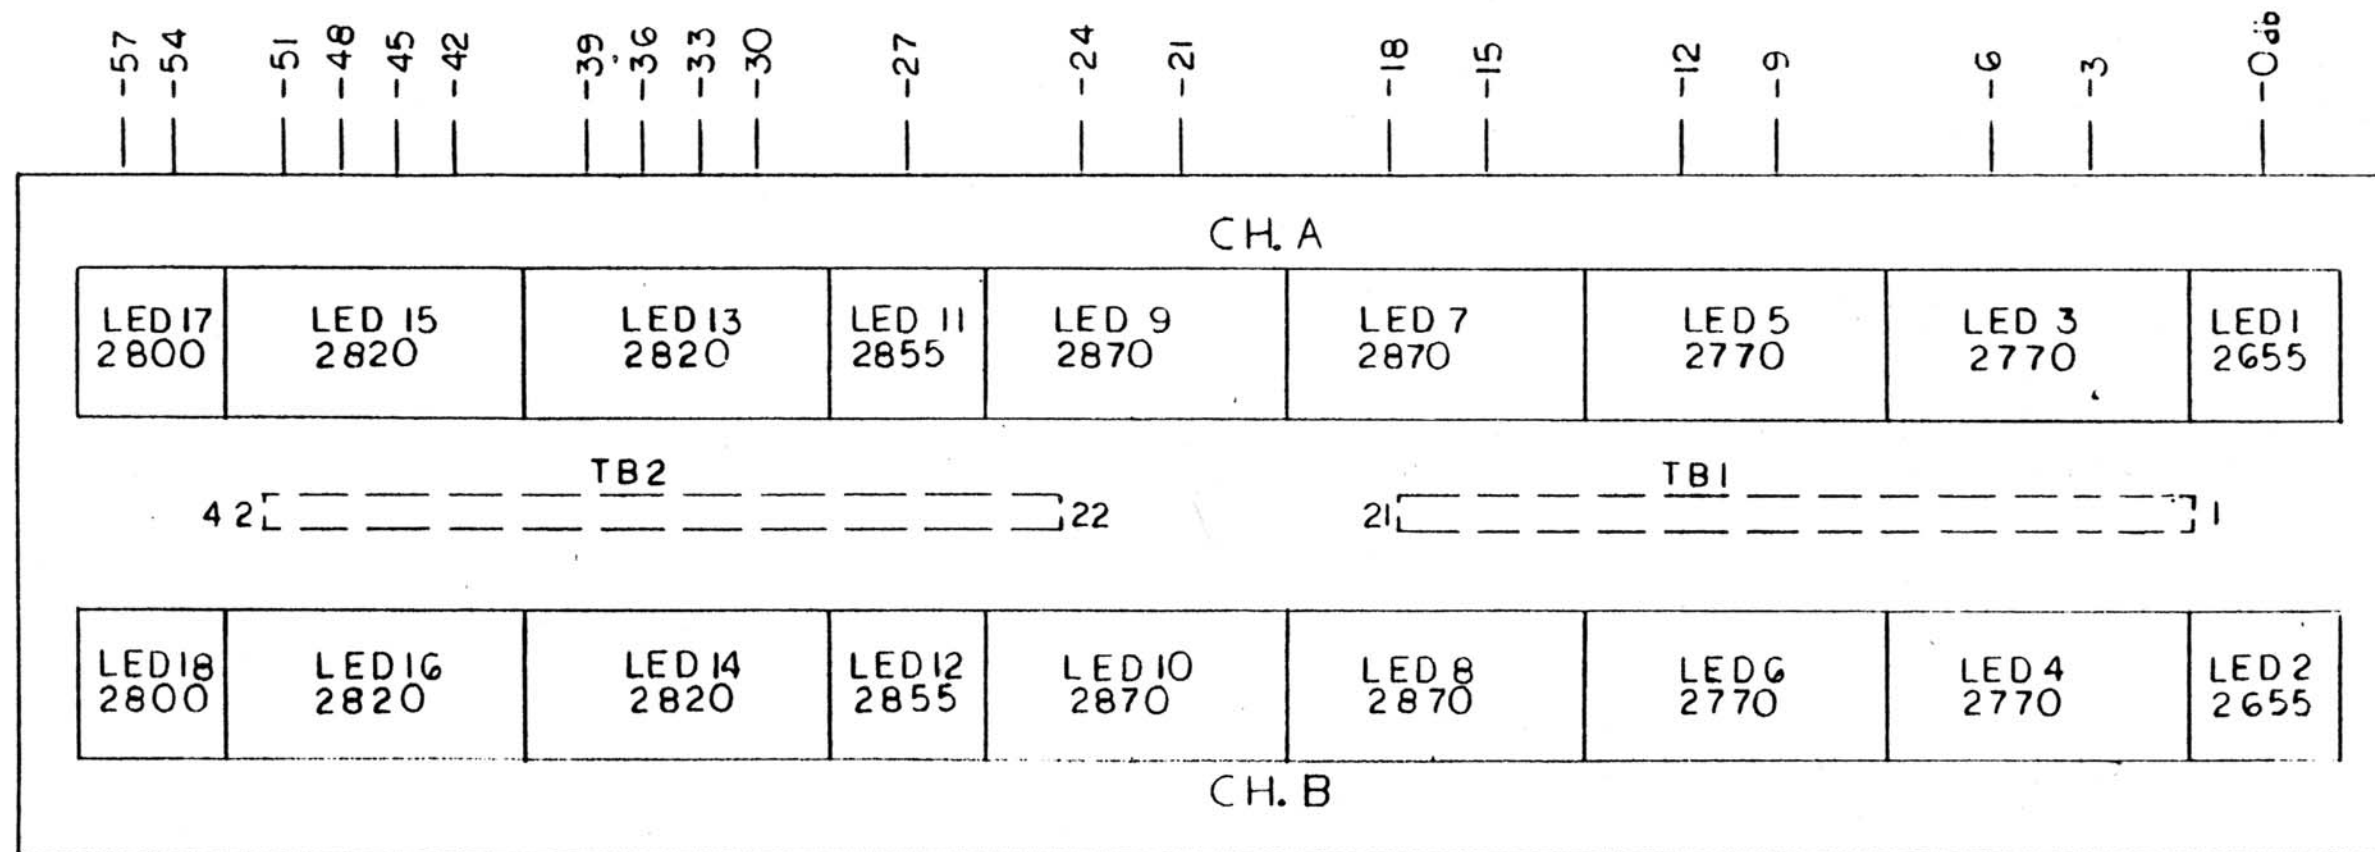 -57 -54 -51 -48 -45 -42 -39 -36 -33 -30 -27 -24 -21 -18 -15 -12 -9 -6 -3 -0 db
CH. A
LED 17 LED 15 LED 13 LED 11 LED 9 LED 7 LED 5 LED 3 LED 1
2800 2820 2820 2855 2870 2870 2770 2770 2655
TB2 TB1
42 22 21 1
LED 18 LED 16 LED 14 LED 12 LED 10 LED 8 LED 6 LED 4 LED 2
2800 2820 2820 2855 2870 2870 2770 2770 2655
CH. B